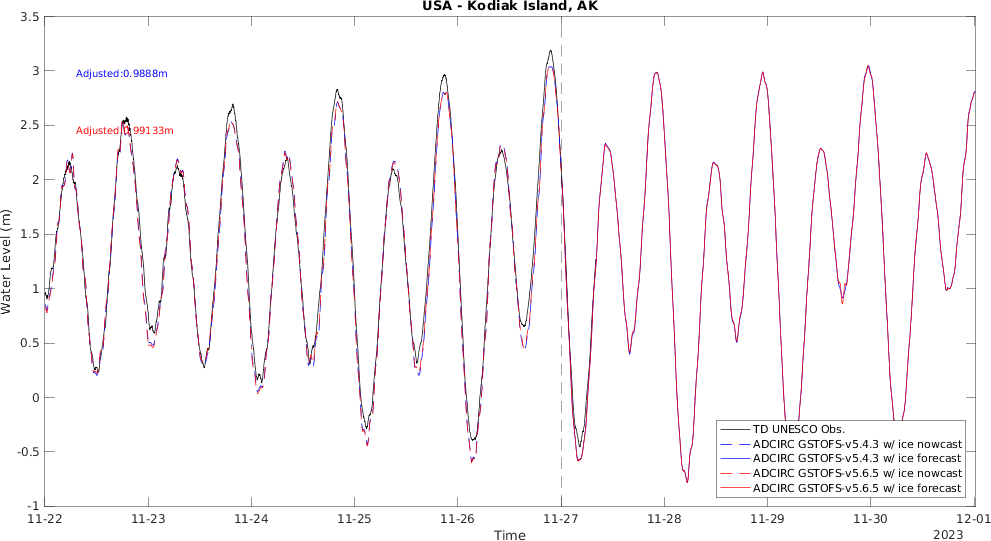 USA - Kodiak Island, AK
3.5
3
2.5
2
1.5
1
0.5
0
-0.5
-1
Water Level (m)
Adjusted:0.9888m
Adjusted:0.99133m
TD UNESCO Obs.
ADCIRC GSTOFS-v5.4.3 w/ ice nowcast
ADCIRC GSTOFS-v5.4.3 w/ ice forecast
ADCIRC GSTOFS-v5.6.5 w/ ice nowcast
ADCIRC GSTOFS-v5.6.5 w/ ice forecast
11-22 11-23 11-24 11-25 11-26 11-27 11-28 11-29 11-30 12-01
Time
2023